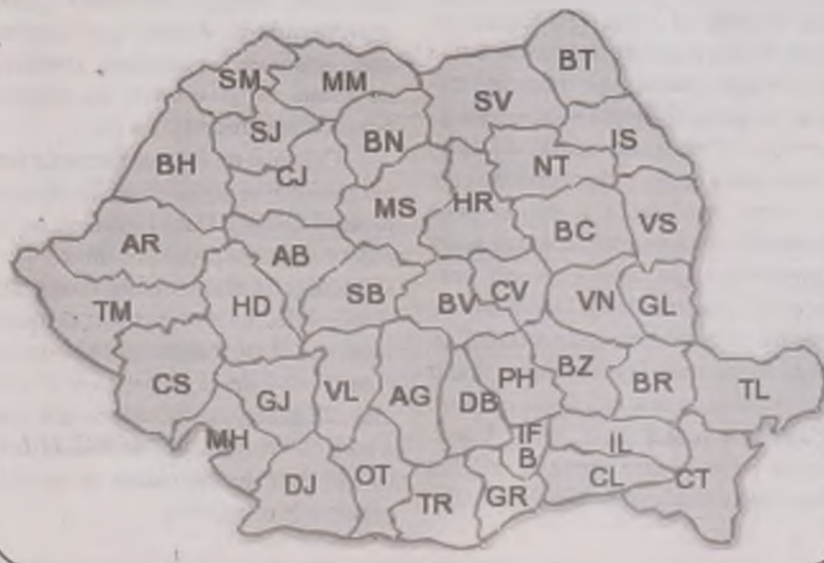 BT
SM
MM
SV
SJ
BN
IS
BH
CJ
NT
MS
HR
AR
BC
VS
AB
TM
HD
SB
BV
CV
VN
GL
CS
GJ
VL
AG
DB
PH
BZ
BR
TL
MH
IF
B
IL
DJ
OT
TR
GR
CL
CT